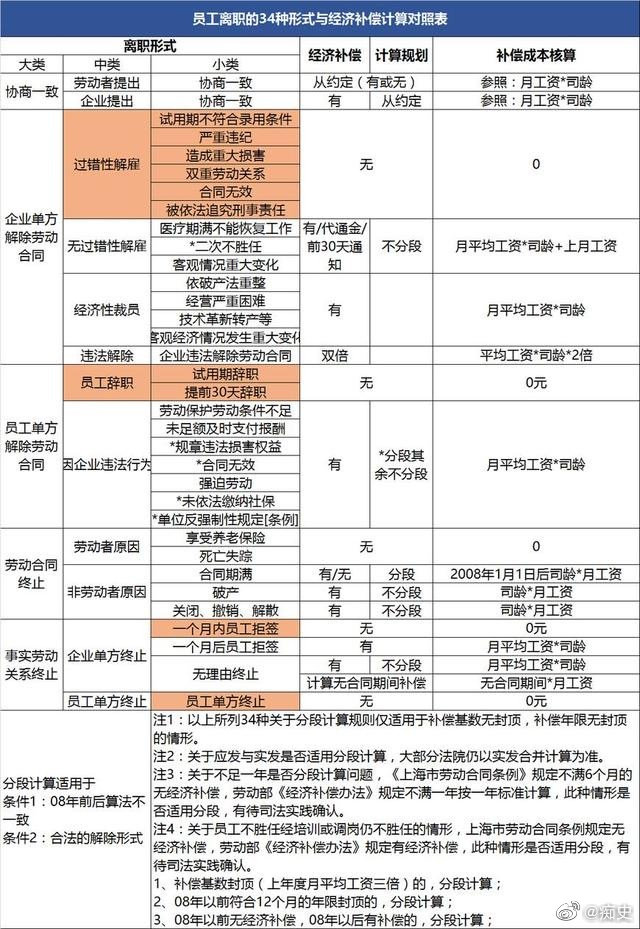 员工离职的34种形式与经济补偿计算对照表
离职形式 经济补偿 计算规划 补偿成本核算
大类 中类 小类
协商一致 劳动者提出 协商一致 从约定（有或无） 参照：月工资*司龄
企业提出 协商一致 有 从约定 参照：月工资*司龄
企业单方
解除劳动
合同
过错性解雇
试用期不符合录用条件
严重违纪
造成重大损害
双重劳动关系
合同无效
被依法追究刑事责任
无 0
无过错性解雇
医疗期满不能恢复工作
*二次不胜任
客观情况重大变化
有/代通金/
前30天通
知
不分段 月平均工资*司龄+上月工资
经济性裁员
依破产法重整
经营严重困难
技术革新转产等
客观经济情况发生重大变化
有 月平均工资*司龄
违法解除 企业违法解除劳动合同 双倍 平均工资*司龄*2倍
员工单方
解除劳动
合同
员工辞职
试用期辞职
提前30天辞职
无 0元
因企业违法行为
劳动保护劳动条件不足
未足额及时支付报酬
*规章违法损害权益
*合同无效
强迫劳动
*未依法缴纳社保
*单位反强制性规定[条例]
有
*分段其
余不分段
月平均工资*司龄
劳动合同
终止
劳动者原因
享受养老保险
死亡失踪
无 0
非劳动者原因
合同期满 有/无 分段 2008年1月1日后司龄*月工资
破产 有 不分段 司龄*月工资
关闭、撤销、解散 有 不分段 司龄*月工资
事实劳动
关系终止
企业单方终止
一个月内员工拒签 无 0元
一个月后员工拒签 有 月平均工资*司龄
无理由终止
有 不分段 月平均工资*司龄
计算无合同期间补偿 无合同期间*月工资
员工单方终止 员工单方终止 无 0元
分段计算适用于
条件1：08年前后算法不
一致
条件2：合法的解除形式
注1：以上所列34种关于分段计算规则仅适用于补偿基数无封顶，补偿年限无封顶
的情形。
注2：关于应发与实发是否适用分段计算，大部分法院仍以实发合并计算为准。
注3：关于不足一年是否分段计算问题，《上海市劳动合同条例》规定不满6个月的
无经济补偿，劳动部《经济补偿办法》规定不满一年按一年标准计算，此种情形是
否适用分段，有待司法实践确认。
注4：关于员工不胜任经培训或调岗仍不胜任的情形，上海市劳动合同条例规定无
经济补偿，劳动部《经济补偿办法》规定有经济补偿，此种情形是否适用分段，有
待司法实践确认。
1、补偿基数封顶（上年度月平均工资三倍）的，分段计算；
2、08年以前符合12个月的年限封顶的，分段计算；
3、08年以前无经济补偿，08年以后有补偿的，分段计算；
@痴史